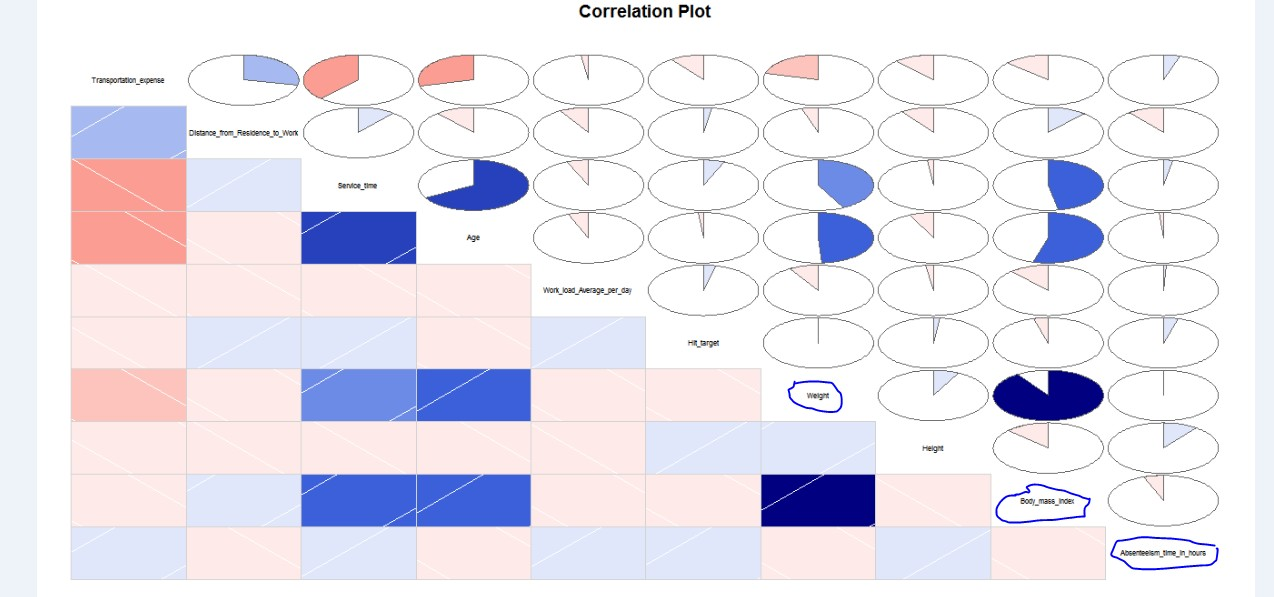 Correlation Plot
Transportation_expense
Distance_from_Residence_to_Work
Service_time
Age
Work_load_Average_per_day
Hit_target
Weight
Height
Body_mass_index
Absenteeism_time_in_hours